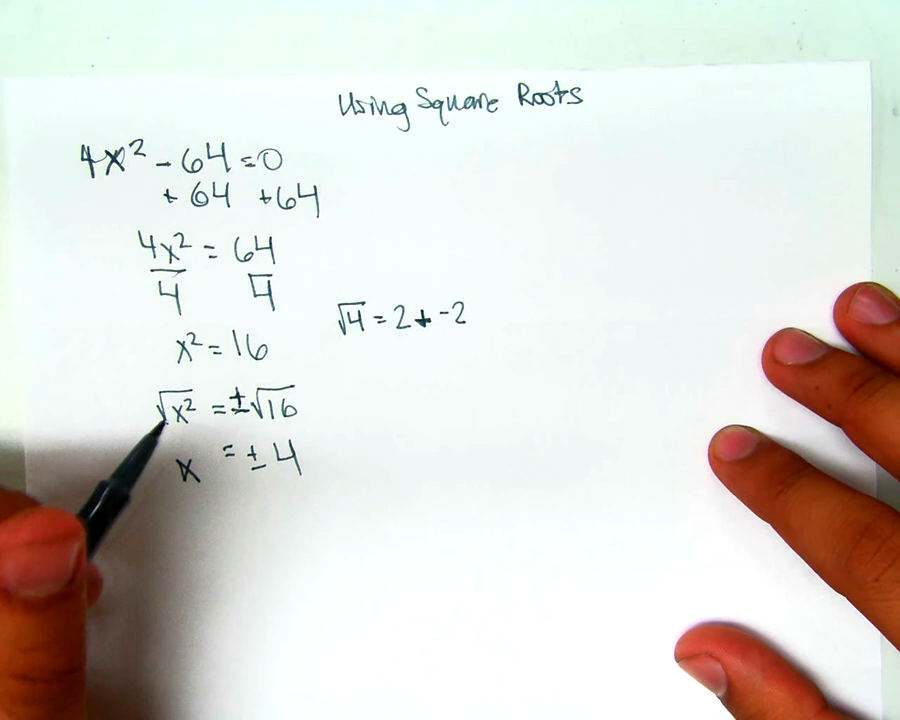 Using Square Roots
4x² - 64 = 0
+ 64 +64
4x² = 64
4 4
x² = 16
√4 = 2 + -2
√x² = ±√16
x = ± 4